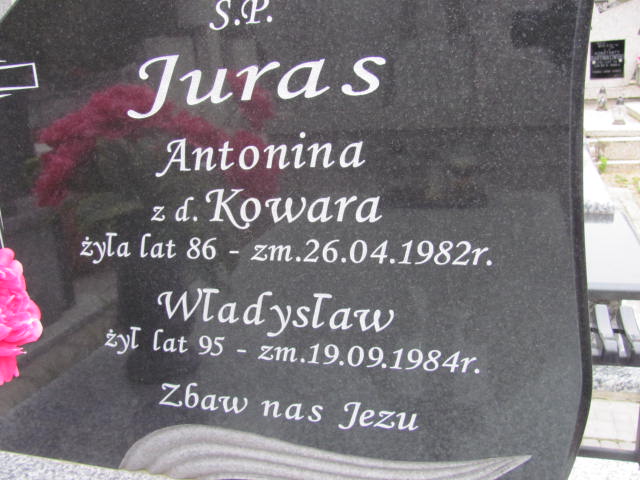 Ś.P.
Juras
Antonina
z d. Kowara
żyła lat 86 - zm. 26.04.1982r.
Władysław
żył lat 95 - zm. 19.09.1984r.
Zbaw nas Jezu